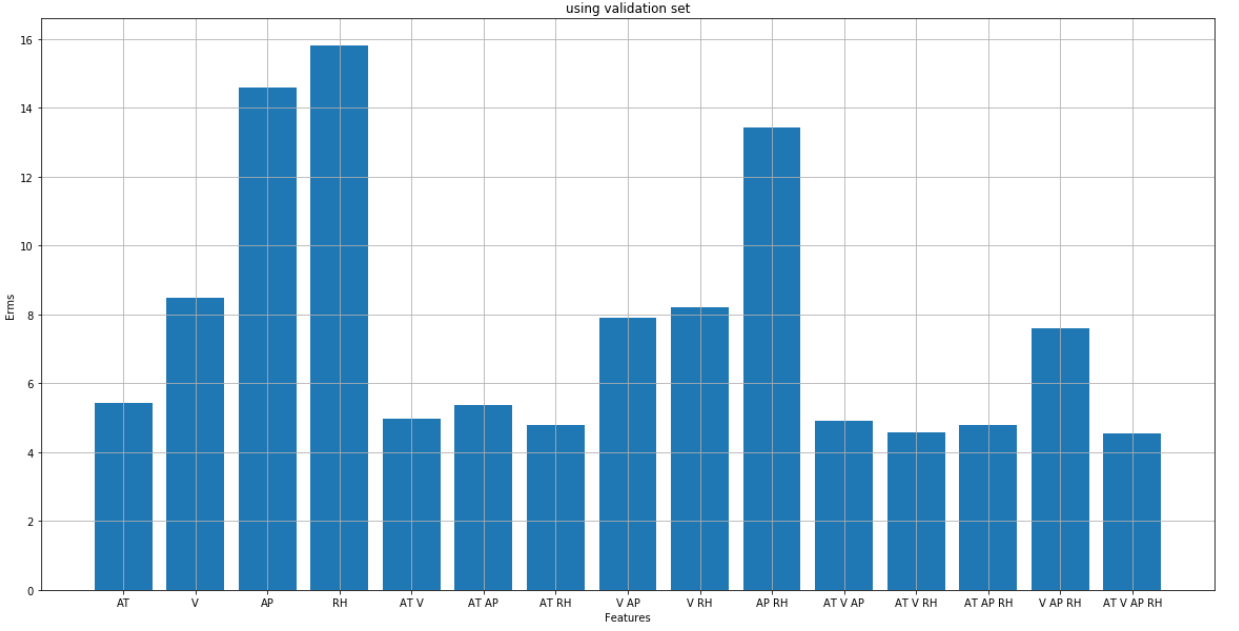 using validation set
Erms
16
14
12
10
8
6
4
2
0
AT V AP RH AT V AT AP AT RH V AP V RH AP RH AT V AP AT V RH AT AP RH V AP RH AT V AP RH
Features